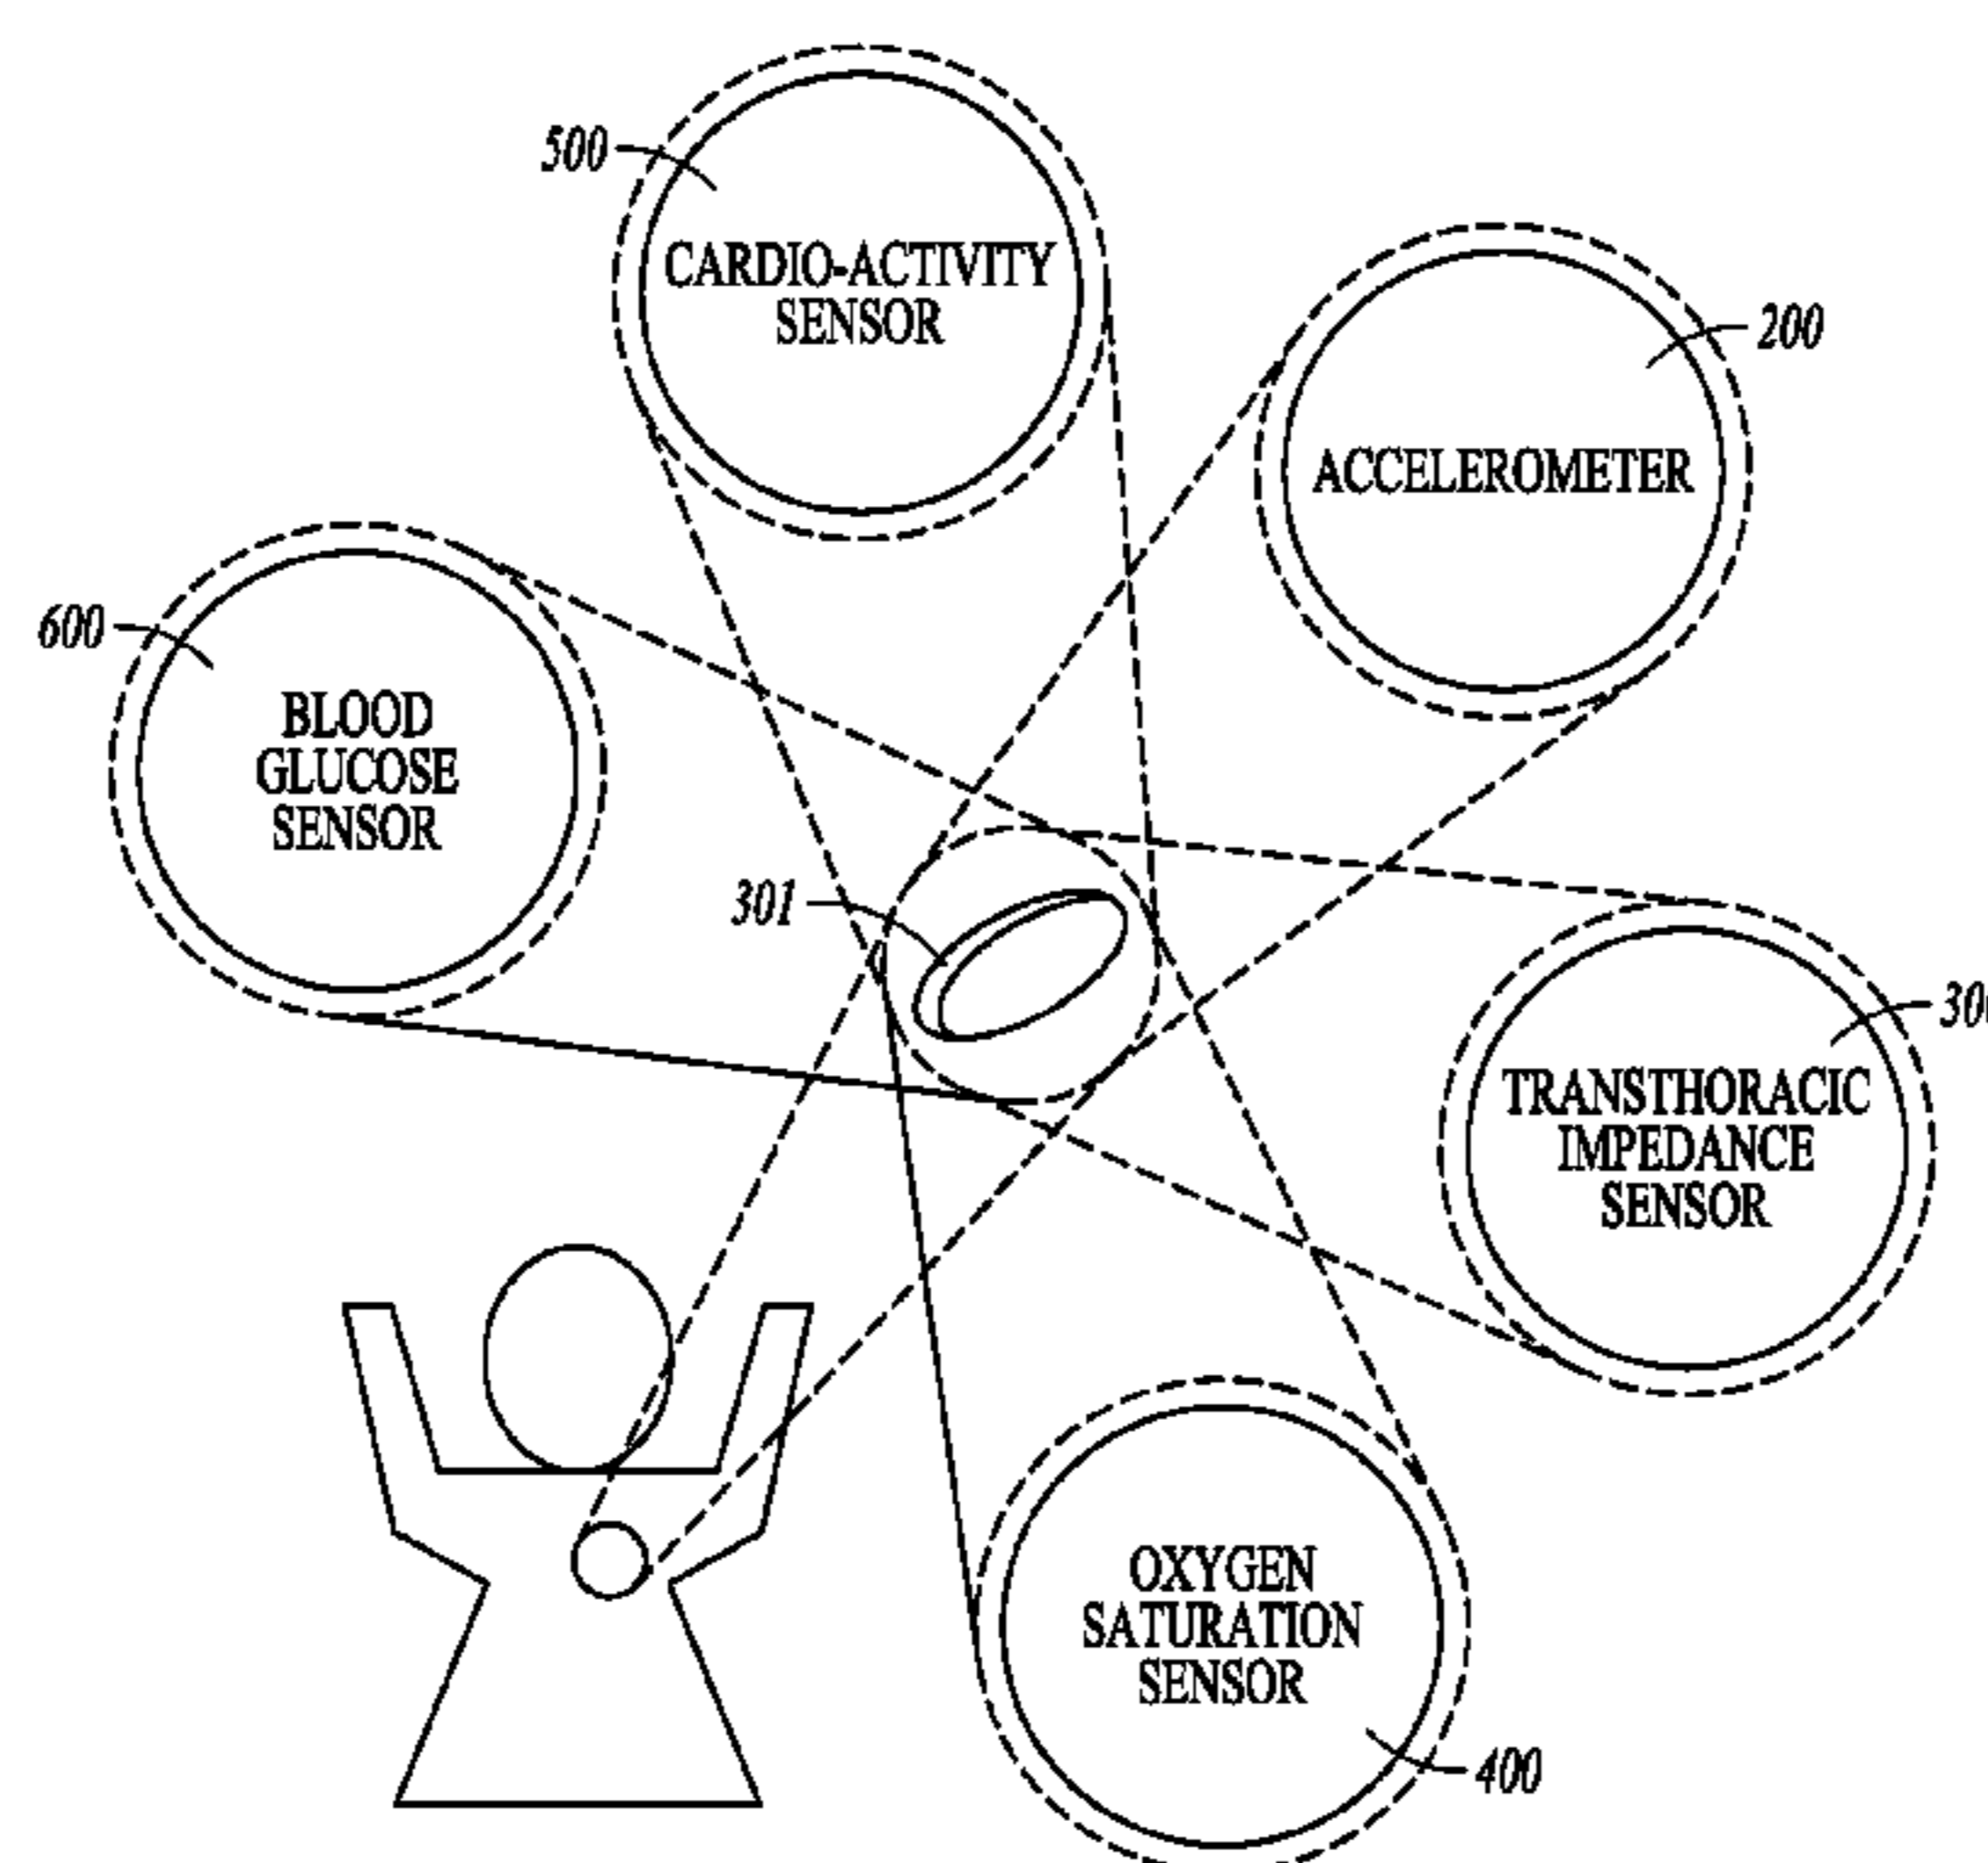 500
CARDIO-ACTIVITY
SENSOR
200
ACCELEROMETER
600
BLOOD
GLUCOSE
SENSOR
301
TRANSTHORACIC
IMPEDANCE
SENSOR
OXYGEN
SATURATION
SENSOR
400